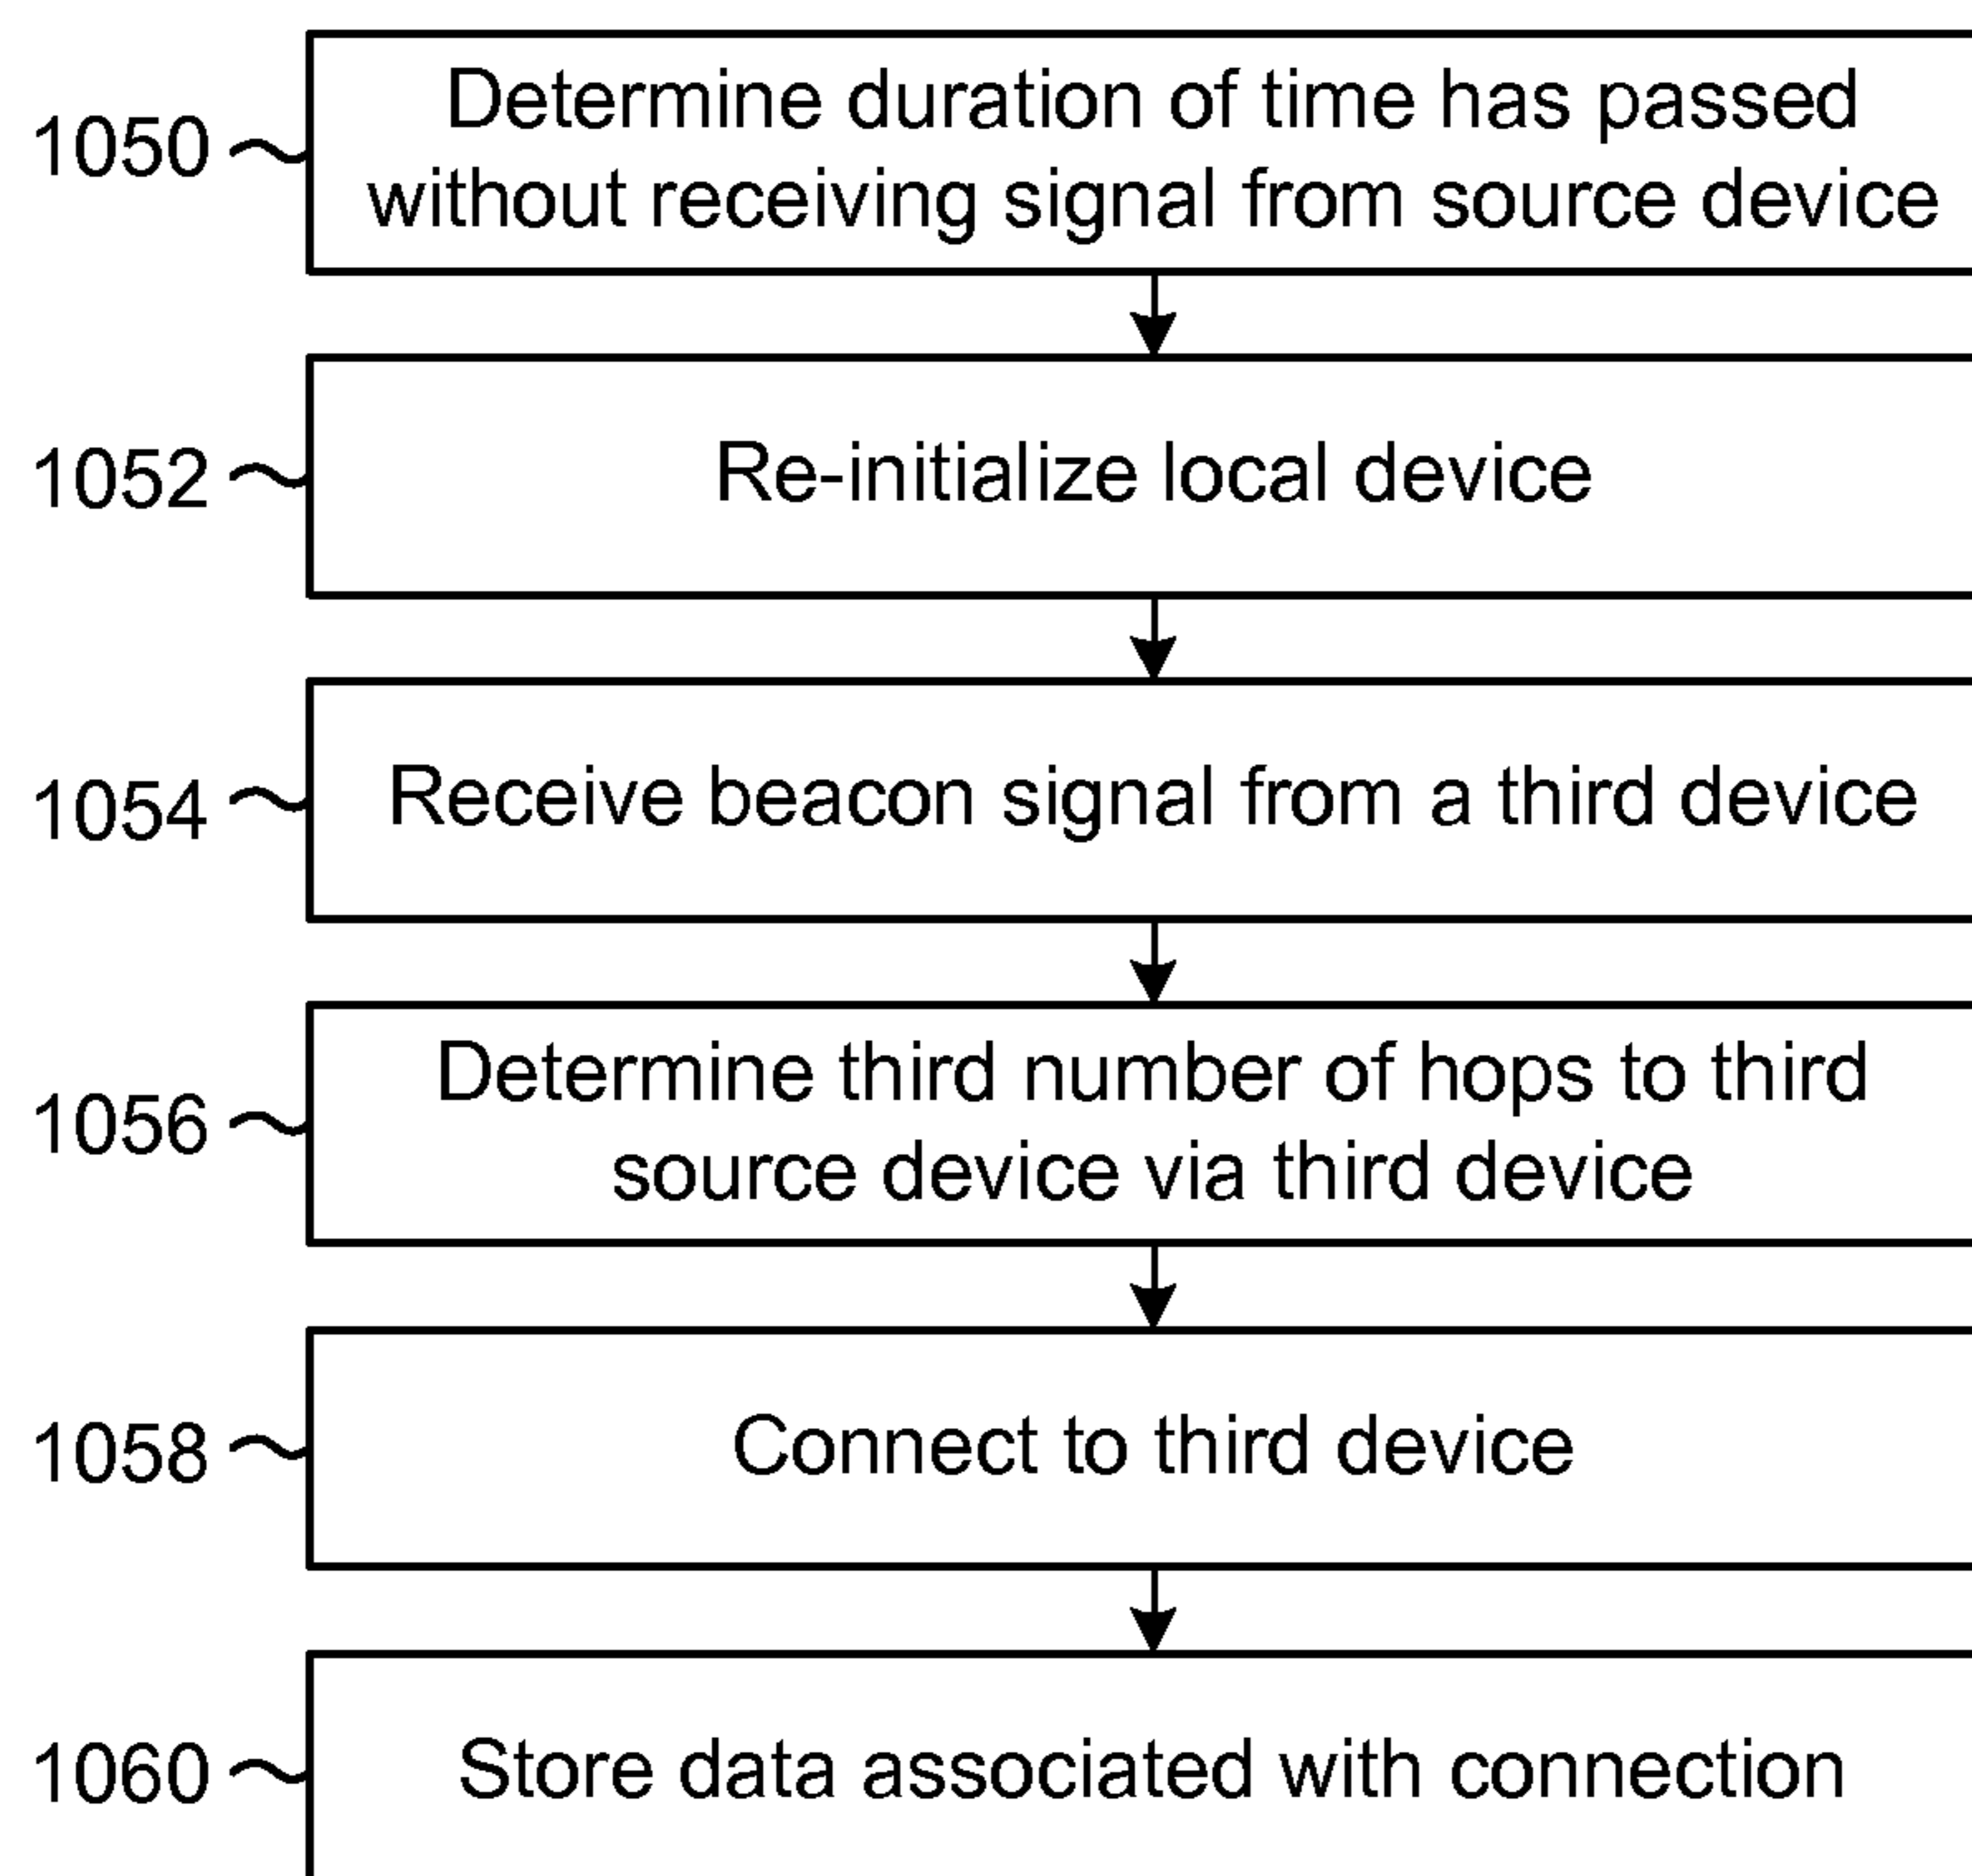 1050
Determine duration of time has passed
without receiving signal from source device
1052
Re-initialize local device
1054
Receive beacon signal from a third device
1056
Determine third number of hops to third
source device via third device
1058
Connect to third device
1060
Store data associated with connection